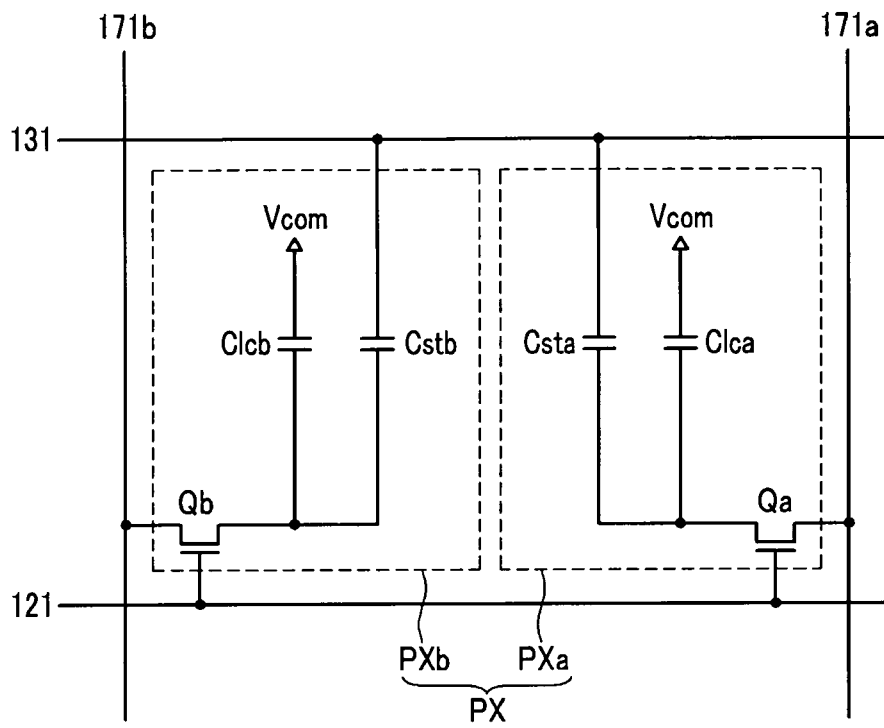 171b 171a
131
Vcom Vcom
Clcb Cstb Csta Clca
Qb Qa
121
PXb PXa
PX